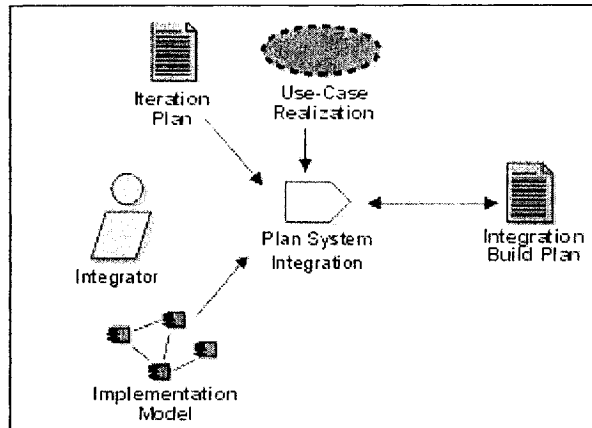 Iteration
Plan
Use-Case
Realization
Integrator
Plan System
Integration
Integration
Build Plan
Implementation
Model